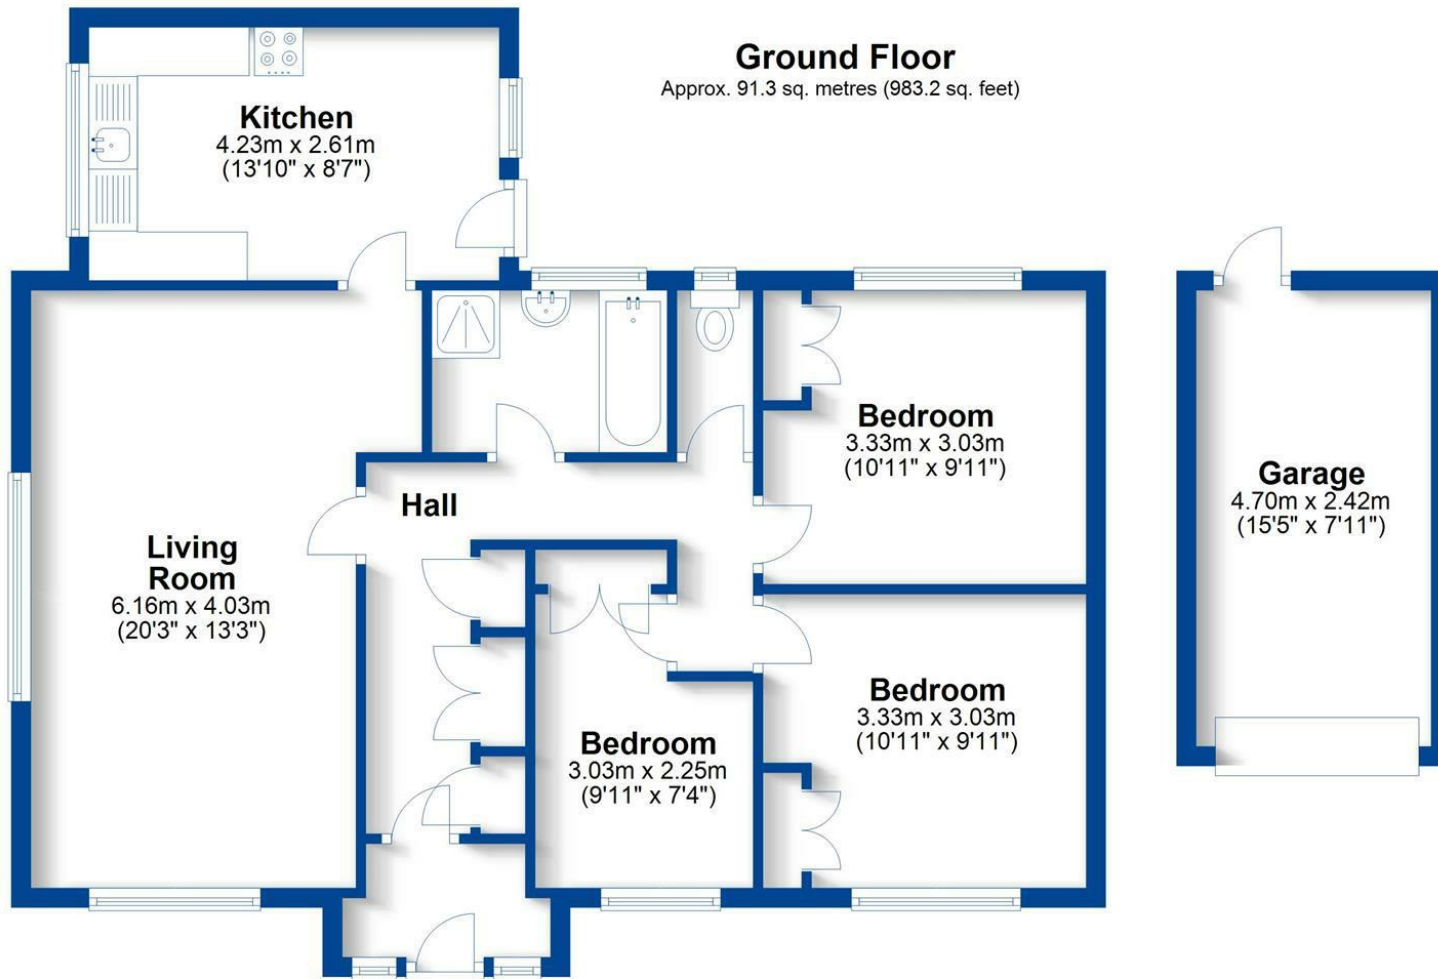 Ground Floor
Approx. 91.3 sq. metres (983.2 sq. feet)
Kitchen
4.23m x 2.61m
(13'10" x 8'7")
Bedroom
3.33m x 3.03m
(10'11" x 9'11")
Garage
4.70m x 2.42m
(15'5" x 7'11")
Hall
Living
Room
6.16m x 4.03m
(20'3" x 13'3")
Bedroom
3.33m x 3.03m
(10'11" x 9'11")
Bedroom
3.03m x 2.25m
(9'11" x 7'4")